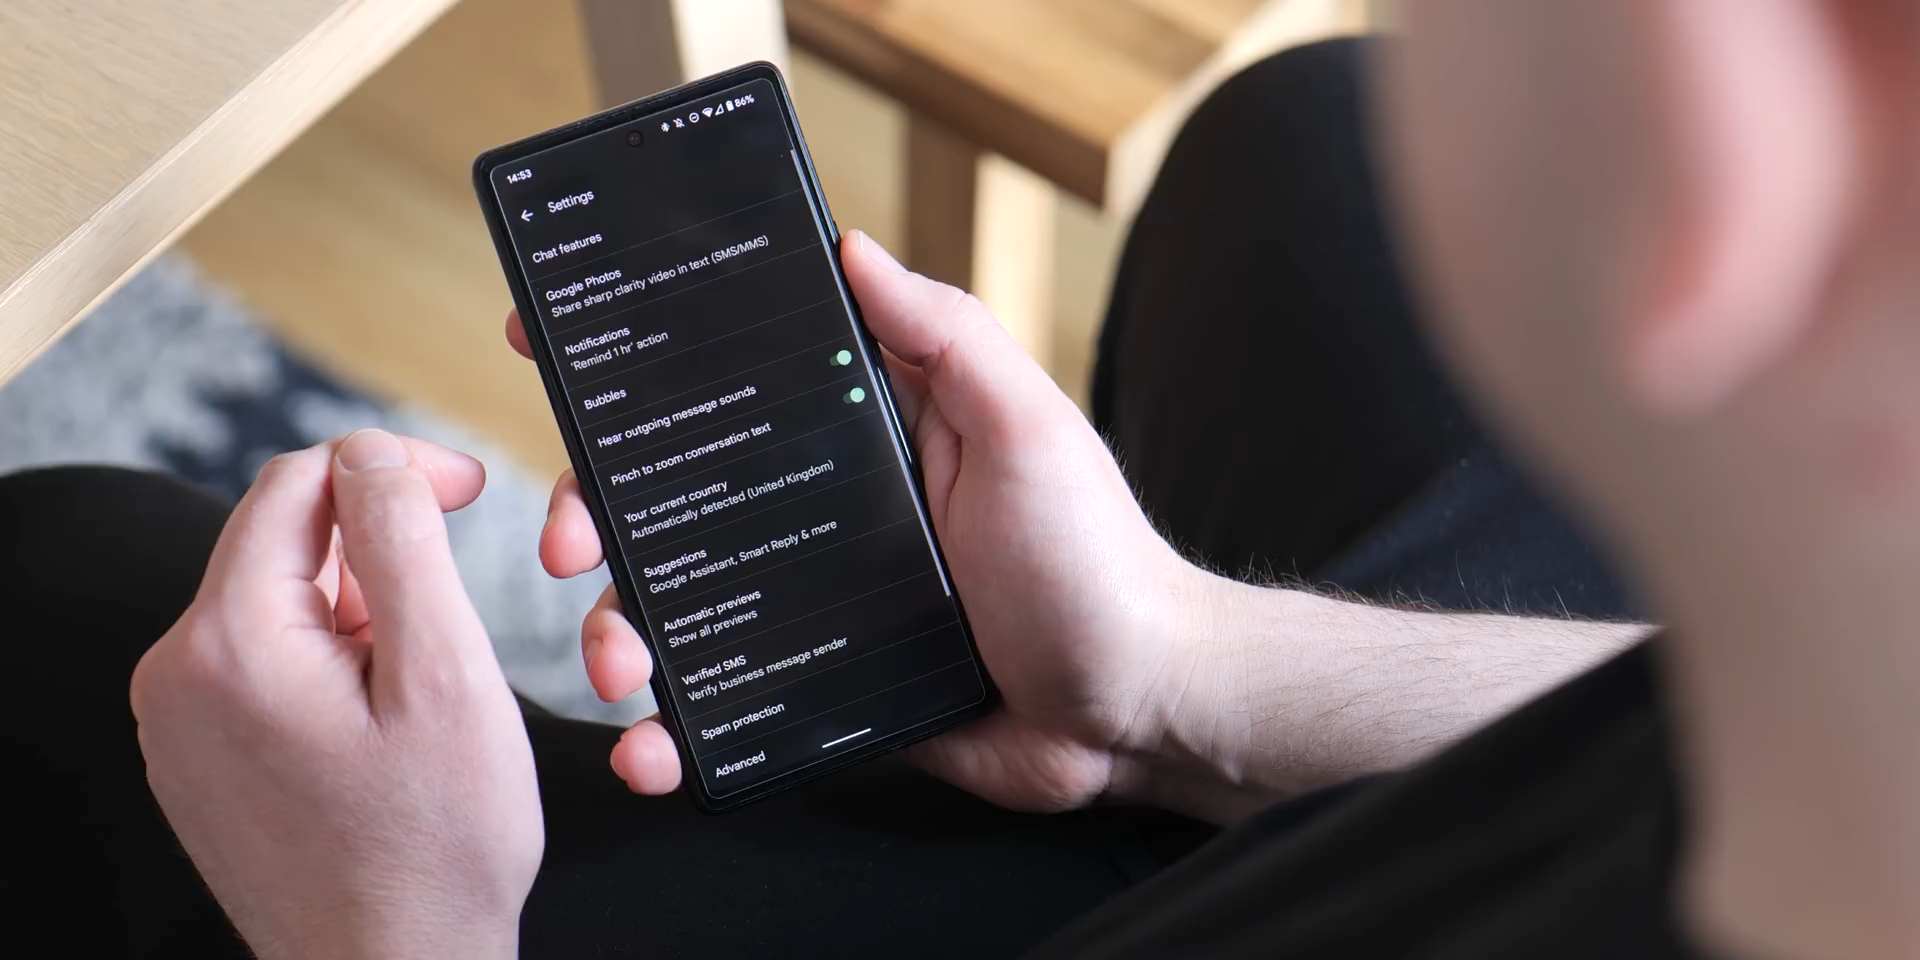 86%
14:53
Settings
Chat features
Google Photos
Share sharp clarity video in text (SMS/MMS)
Notifications
'Remind 1 hr' action
Bubbles
Hear outgoing message sounds
Pinch to zoom conversation text
Your current country
Automatically detected (United Kingdom)
Suggestions
Google Assistant, Smart Reply & more
Automatic previews
Show all previews
Verified SMS
Verify business message sender
Spam protection
Advanced